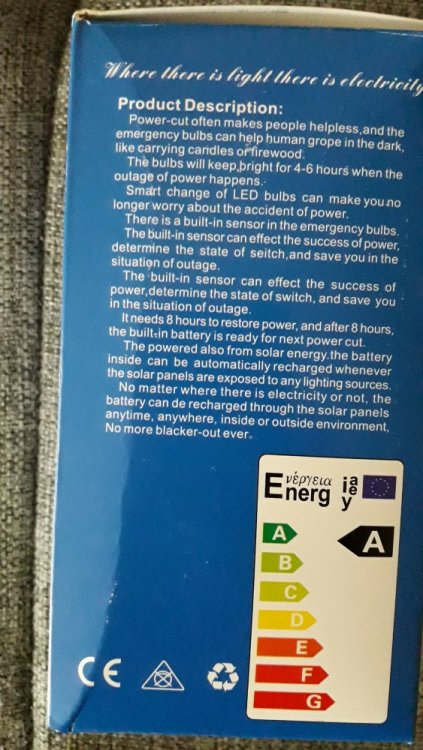 Where there is light there is electricity
Product Description:
Power-cut often makes people helpless,and the
emergency bulbs can help human grope in the dark,
like carrying candles or firewood.
The bulbs will keep,bright for 4-6 hours when the
outage of power happens.
Smart change of LED bulbs can make you no
longer worry about the accident of power.
There is a built-in sensor in the emergency bulbs.
The built-in sensor can effect the success of power,
determine the state of seitch,and save you in the
situation of outage.
The built-in sensor can effect the success of
power,determine the state of switch, and save you
in the situation of outage.
It needs 8 hours to restore power, and after 8 hours,
the built-in battery is ready for next power cut.
The powered also from solar energy.the battery
inside can be automatically recharged whenever
the solar panels are exposed to any lighting sources.
No matter where there is electricity or not, the
battery can de recharged through the solar panels
anytime, anywhere, inside or outside environment,
No more blacker-out ever.
Energ
ενέργεια
ia
ey
y
A
A
B
C
D
E
F
G
CE